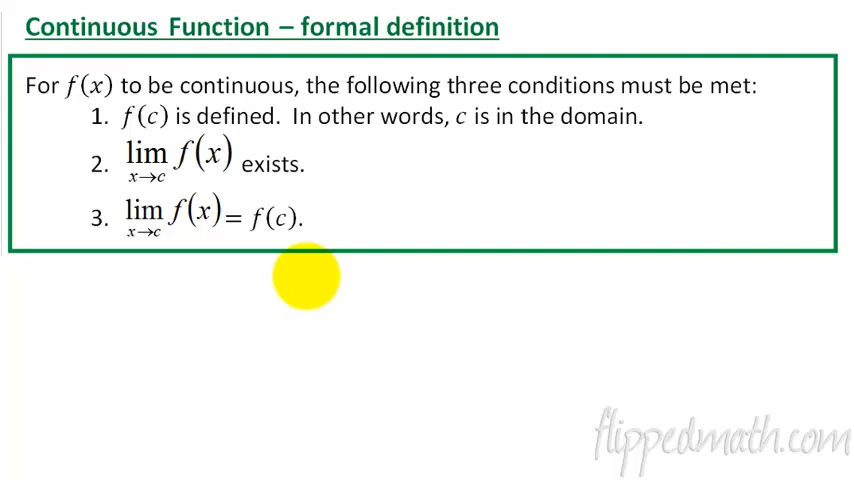 Continuous Function – formal definition
For f(x) to be continuous, the following three conditions must be met:
1. f(c) is defined. In other words, c is in the domain.
2. lim x→c f(x) exists.
3. lim x→c f(x) = f(c).
flippedmath.com